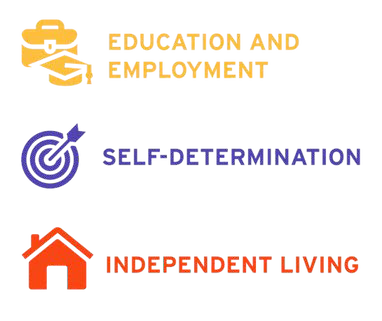 EDUCATION AND
EMPLOYMENT
SELF-DETERMINATION
INDEPENDENT LIVING